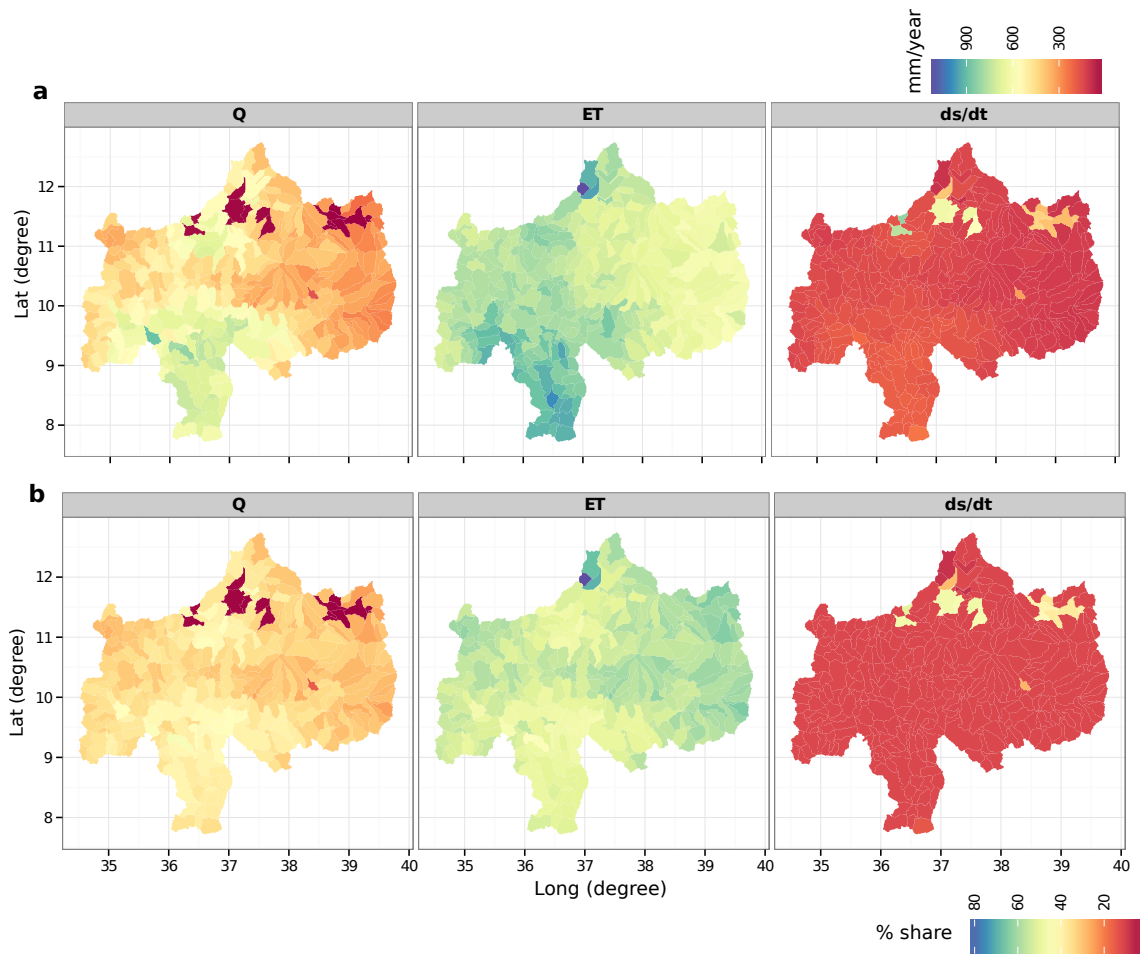 mm/year
900 600 300
a
Q ET ds/dt
12
11
10
9
8
Lat (degree)
b
Q ET ds/dt
12
11
10
9
8
Lat (degree)
35 36 37 38 39 40 35 36 37 38 39 40 35 36 37 38 39 40
Long (degree)
% share
80 60 40 20